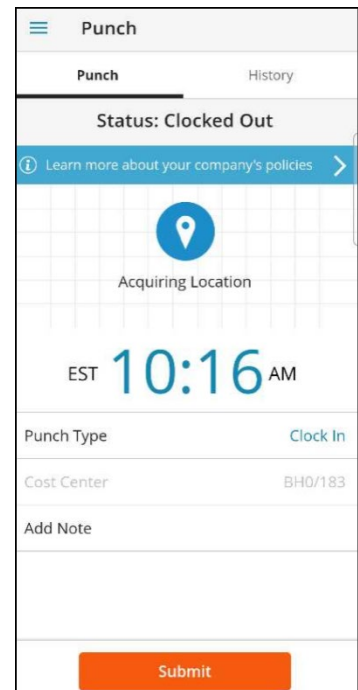 Punch
Punch History
Status: Clocked Out
Learn more about your company's policies
Acquiring Location
EST 10:16 AM
Punch Type Clock In
Cost Center BH0/183
Add Note
Submit